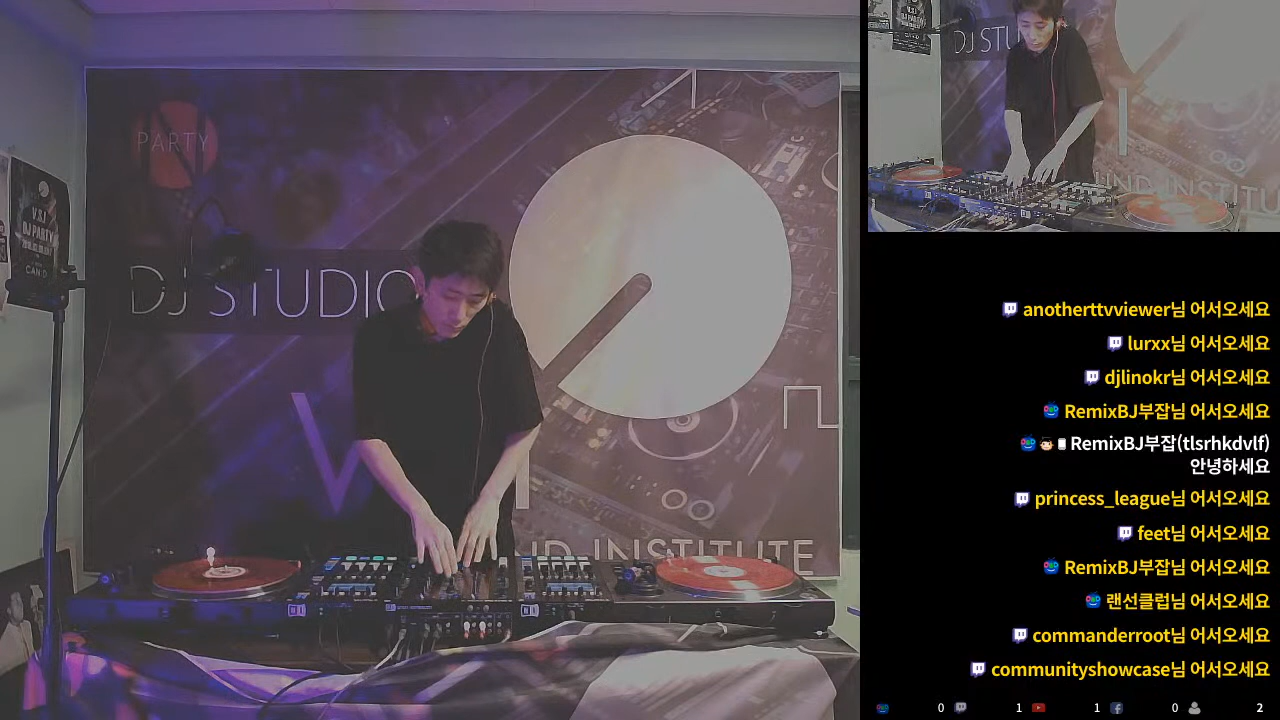 PARTY
DJ STUDIO
V
ND INSTITUTE
V.S.J
DJ PARTY
CAN D
DJ STU
UND INSTITU
anotherttvviewer님 어서오세요
lurxx님 어서오세요
djlinokr님 어서오세요
RemixBJ부잡님 어서오세요
RemixBJ부잡(tlsrhkdvlf)
안녕하세요
princess_league님 어서오세요
feet님 어서오세요
RemixBJ부잡님 어서오세요
랜선클럽님 어서오세요
commanderroot님 어서오세요
communityshowcase님 어서오세요
0 1 1 0 2